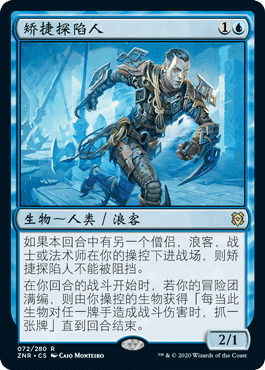 矫捷探陷人 1
生物～人类／浪客
如果本回合中有另一个僧侣，浪客，战
士或法术师在你的操控下进战场，则矫
捷探陷人不能被阻挡。
在你的战斗开始时，若你的冒险团
满编，则由你操控的生物获得「每当此
生物对任一牌手造成战斗伤害时，抓一
张牌」直到回合结束。
2/1
072/280 R
ZNR • CS Caio Monteiro
™ & © 2020 Wizards of the Coast